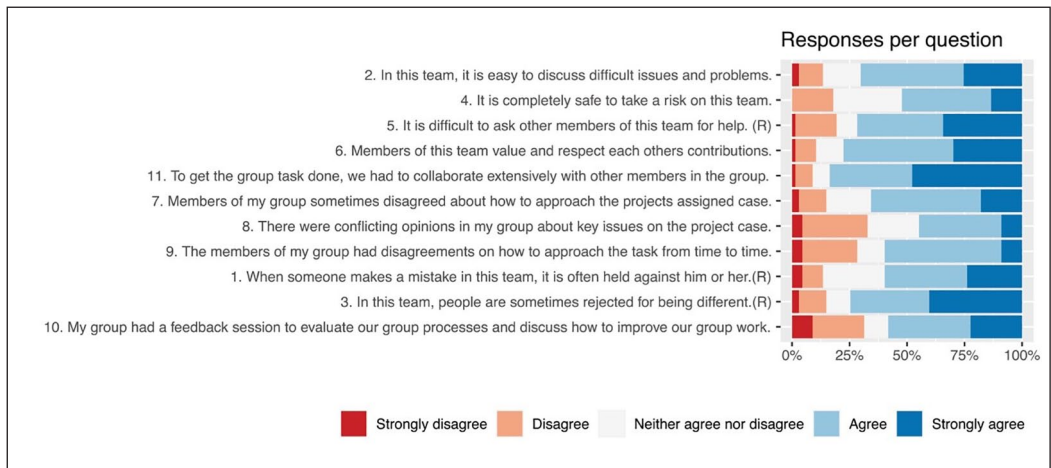 Responses per question
2. In this team, it is easy to discuss difficult issues and problems.
4. It is completely safe to take a risk on this team.
5. It is difficult to ask other members of this team for help. (R)
6. Members of this team value and respect each others contributions.
11. To get the group task done, we had to collaborate extensively with other members in the group.
7. Members of my group sometimes disagreed about how to approach the projects assigned case.
8. There were conflicting opinions in my group about key issues on the project case.
9. The members of my group had disagreements on how to approach the task from time to time.
1. When someone makes a mistake in this team, it is often held against him or her.(R)
3. In this team, people are sometimes rejected for being different.(R)
10. My group had a feedback session to evaluate our group processes and discuss how to improve our group work.
0% 25% 50% 75% 100%
Strongly disagree Disagree Neither agree nor disagree Agree Strongly agree